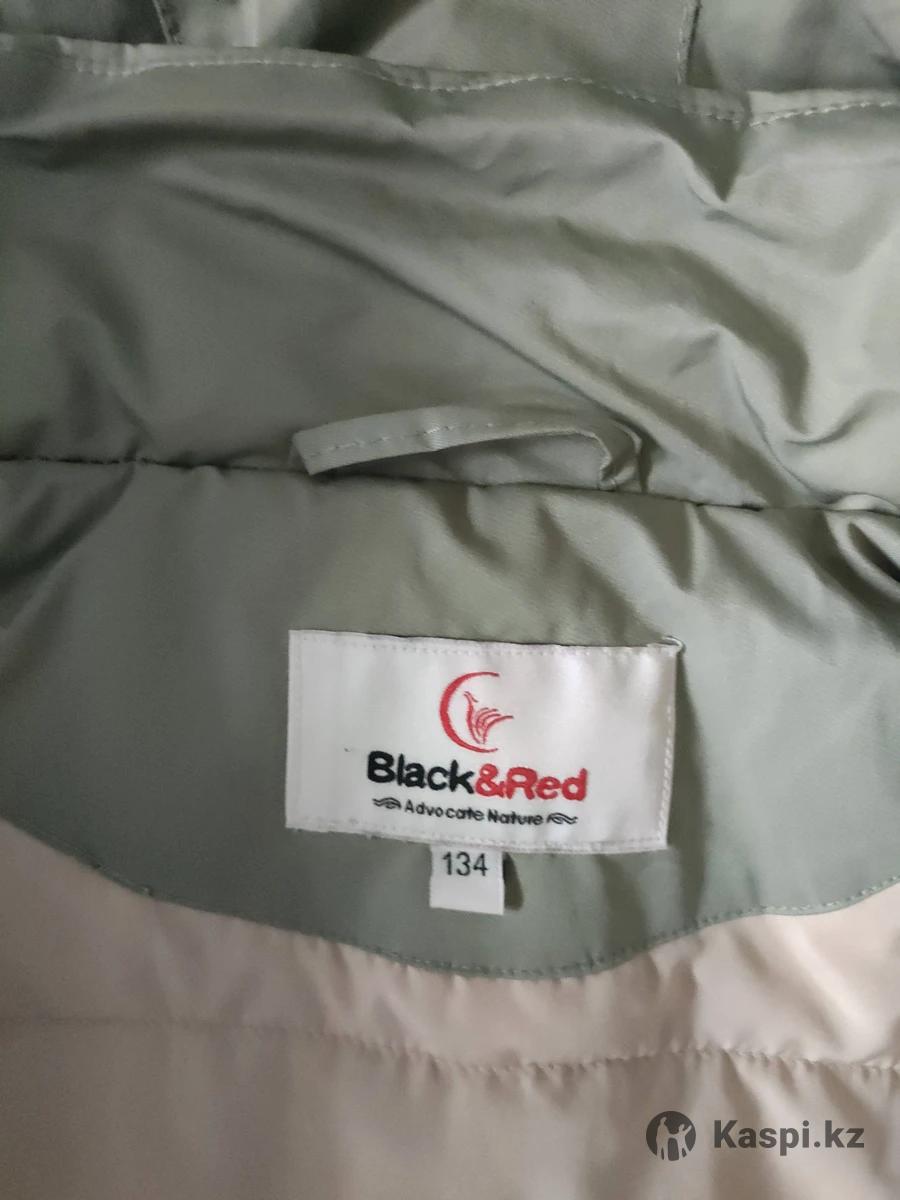 Black&Red
Advocate Nature
134
Kaspi.kz